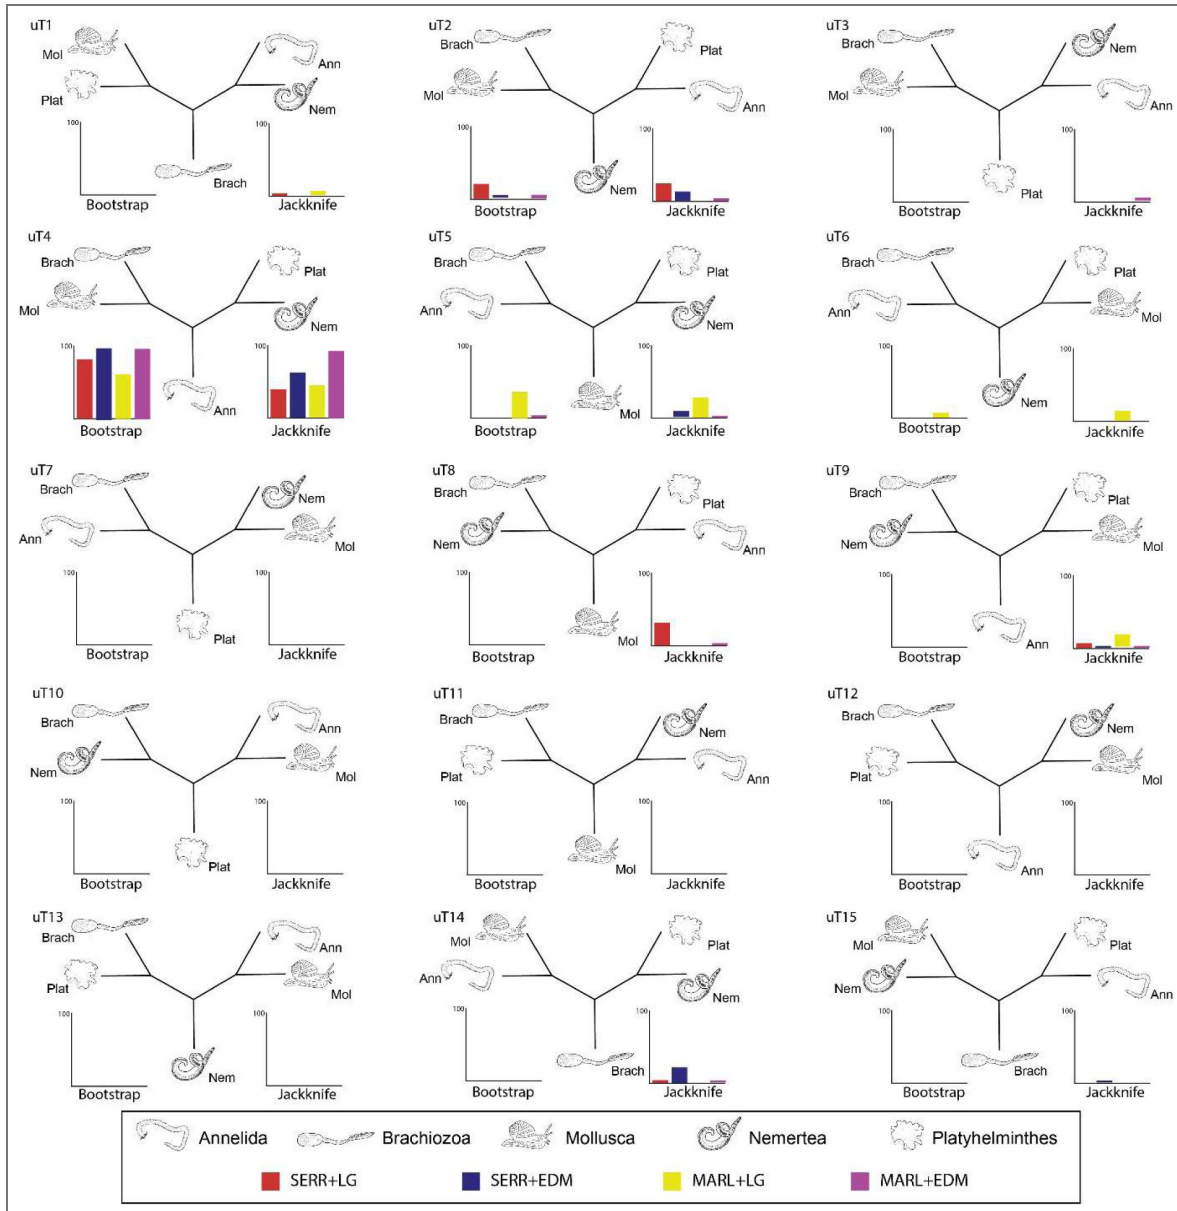 uT1
Mol
Ann
Plat
Nem
100
100
Brach
Bootstrap
Jackknife
uT2
Brach
Plat
Mol
Ann
100
100
Nem
Bootstrap
Jackknife
uT3
Brach
Nem
Mol
Ann
100
100
Plat
Bootstrap
Jackknife
uT4
Brach
Plat
Mol
Nem
100
100
Ann
Bootstrap
Jackknife
uT5
Brach
Plat
Ann
Nem
100
100
Mol
Bootstrap
Jackknife
uT6
Brach
Plat
Ann
Mol
100
100
Nem
Bootstrap
Jackknife
uT7
Brach
Nem
Ann
Mol
100
100
Plat
Bootstrap
Jackknife
uT8
Brach
Plat
Nem
Ann
100
100
Mol
Bootstrap
Jackknife
uT9
Brach
Plat
Nem
Mol
100
100
Ann
Bootstrap
Jackknife
uT10
Brach
Ann
Nem
Mol
100
100
Plat
Bootstrap
Jackknife
uT11
Brach
Nem
Plat
Ann
100
100
Mol
Bootstrap
Jackknife
uT12
Brach
Nem
Plat
Mol
100
100
Ann
Bootstrap
Jackknife
uT13
Brach
Ann
Plat
Mol
100
100
Nem
Bootstrap
Jackknife
uT14
Mol
Plat
Ann
Nem
100
100
Brach
Bootstrap
Jackknife
uT15
Mol
Plat
Nem
Ann
100
100
Brach
Bootstrap
Jackknife
Annelida Brachiozoa Mollusca Nemertea Platyhelminthes
SERR+LG SERR+EDM MARL+LG MARL+EDM